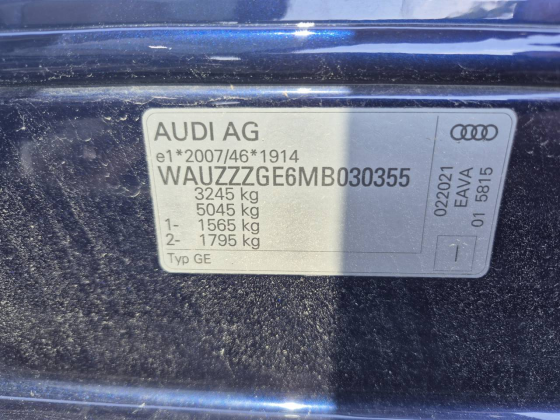 AUDI AG
e1*2007/46*1914
WAUZZZGE6MB030355
3245 kg
5045 kg
1- 1565 kg
2- 1795 kg
Typ GE
022021
EAVA
01 5815
I